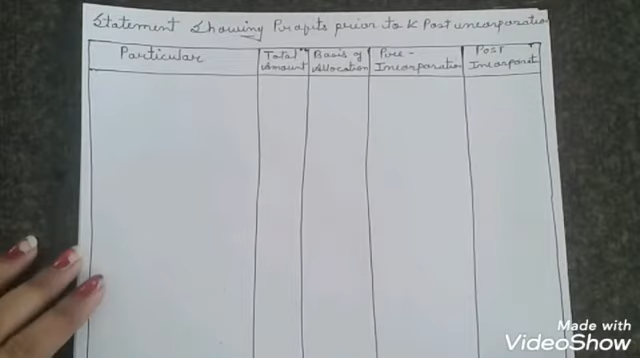 Statement Showing Profits prior to & Post incorporation
Particular
Total Amount
Basis of Allocation
Pre-Incorporation
Post Incorporat
Made with
VideoShow